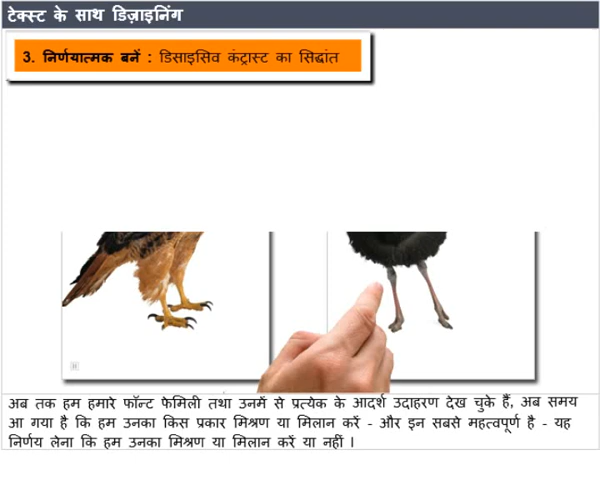 टेक्स्ट के साथ डिज़ाइनिंग
3. निर्णयात्मक बनें : डिसाइसिव कंट्रास्ट का सिद्धांत
अब तक हम हमारे फॉन्ट फेमिली तथा उनमें से प्रत्येक के आदर्श उदाहरण देख चुके हैं, अब समय
आ गया है कि हम उनका किस प्रकार मिश्रण या मिलान करें - और इन सबसे महत्वपूर्ण है - यह
निर्णय लेना कि हम उनका मिश्रण या मिलान करें या नहीं ।